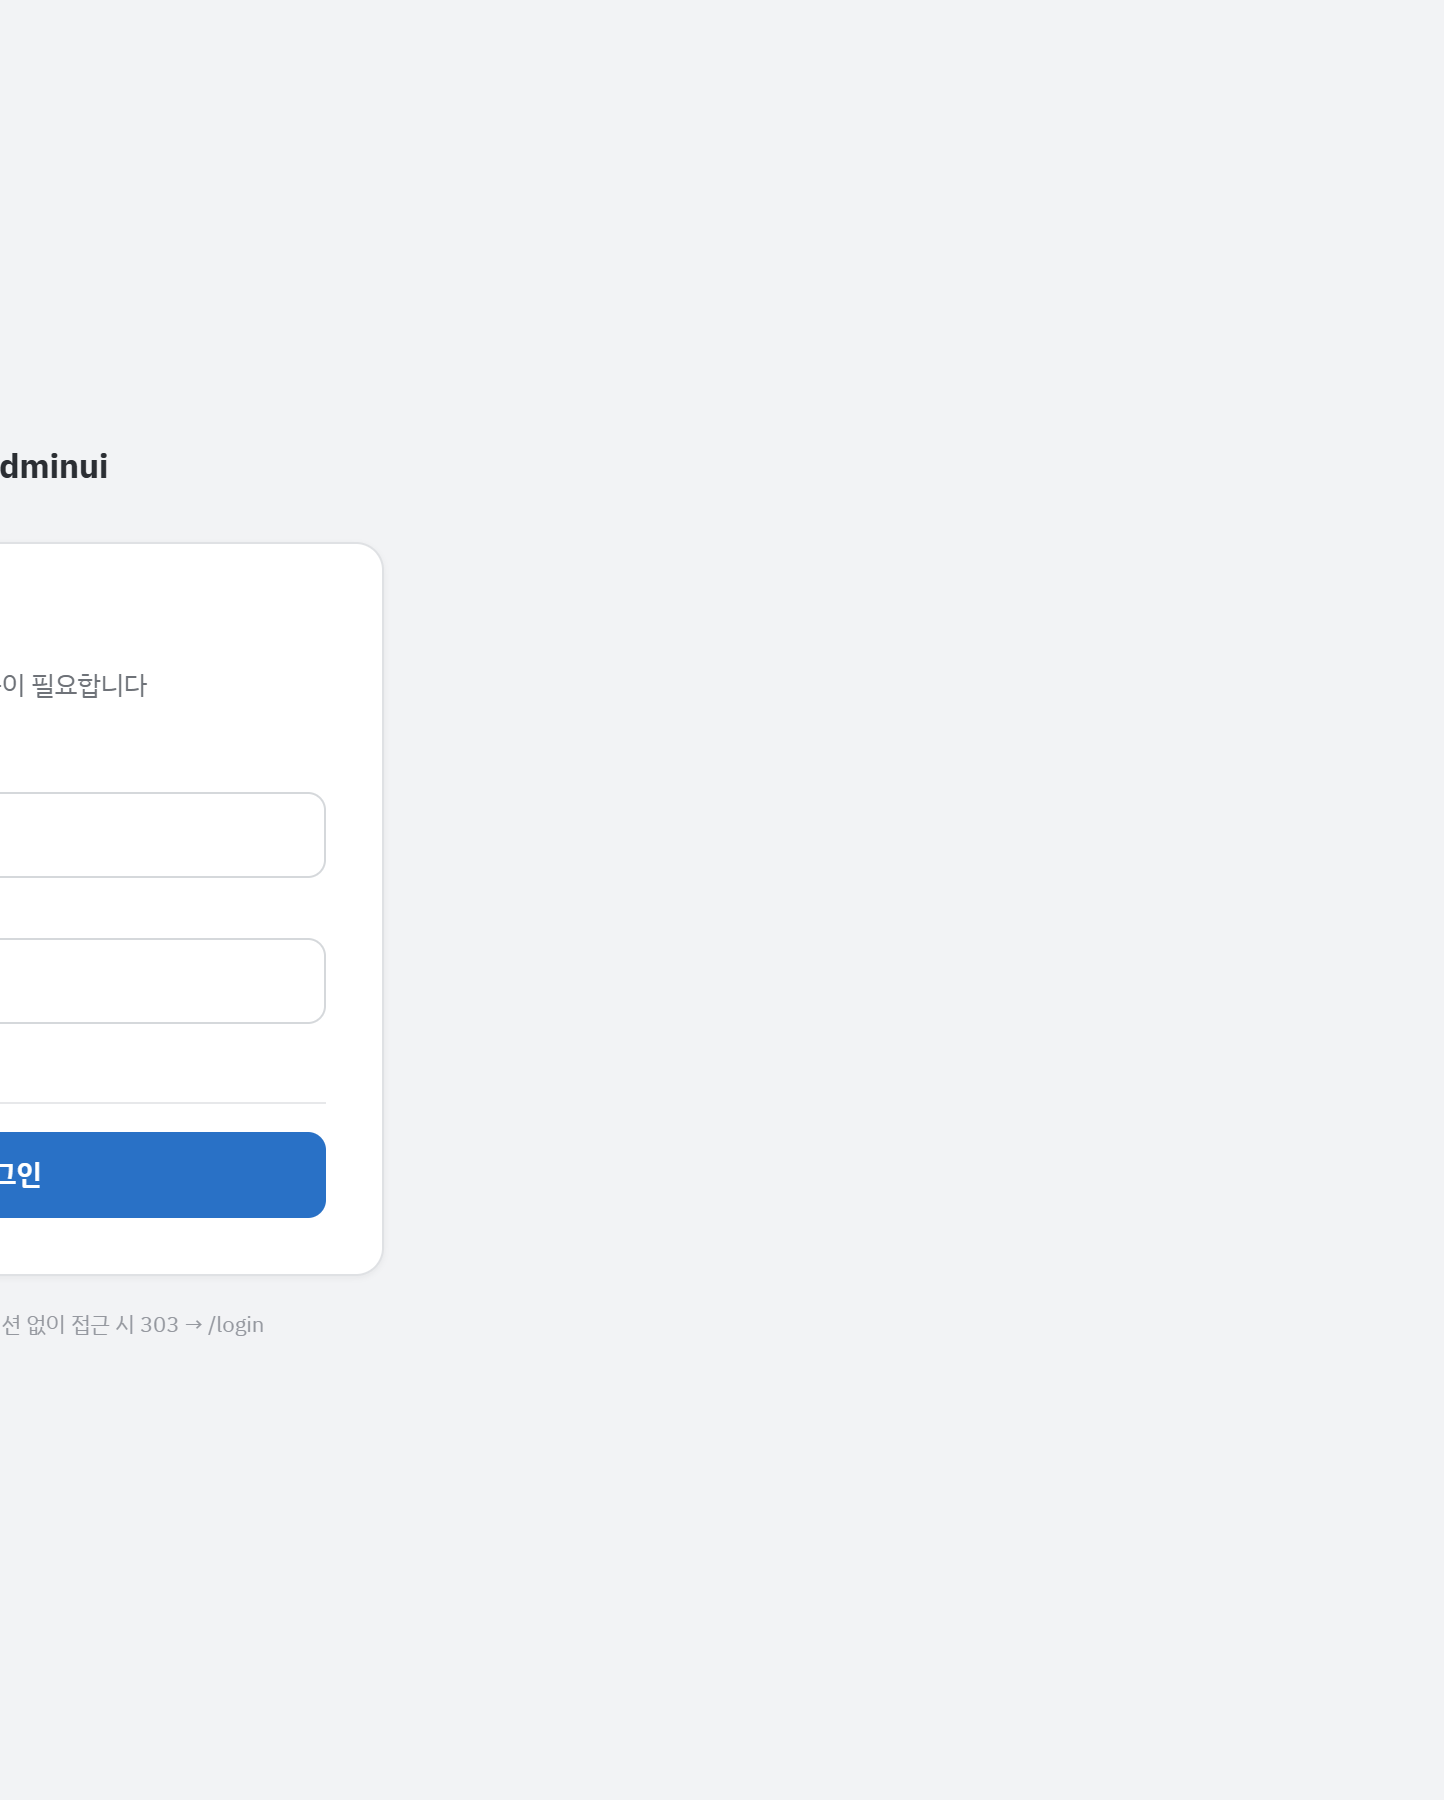 dminui
이 필요합니다
그인
션 없이 접근 시 303 → /login